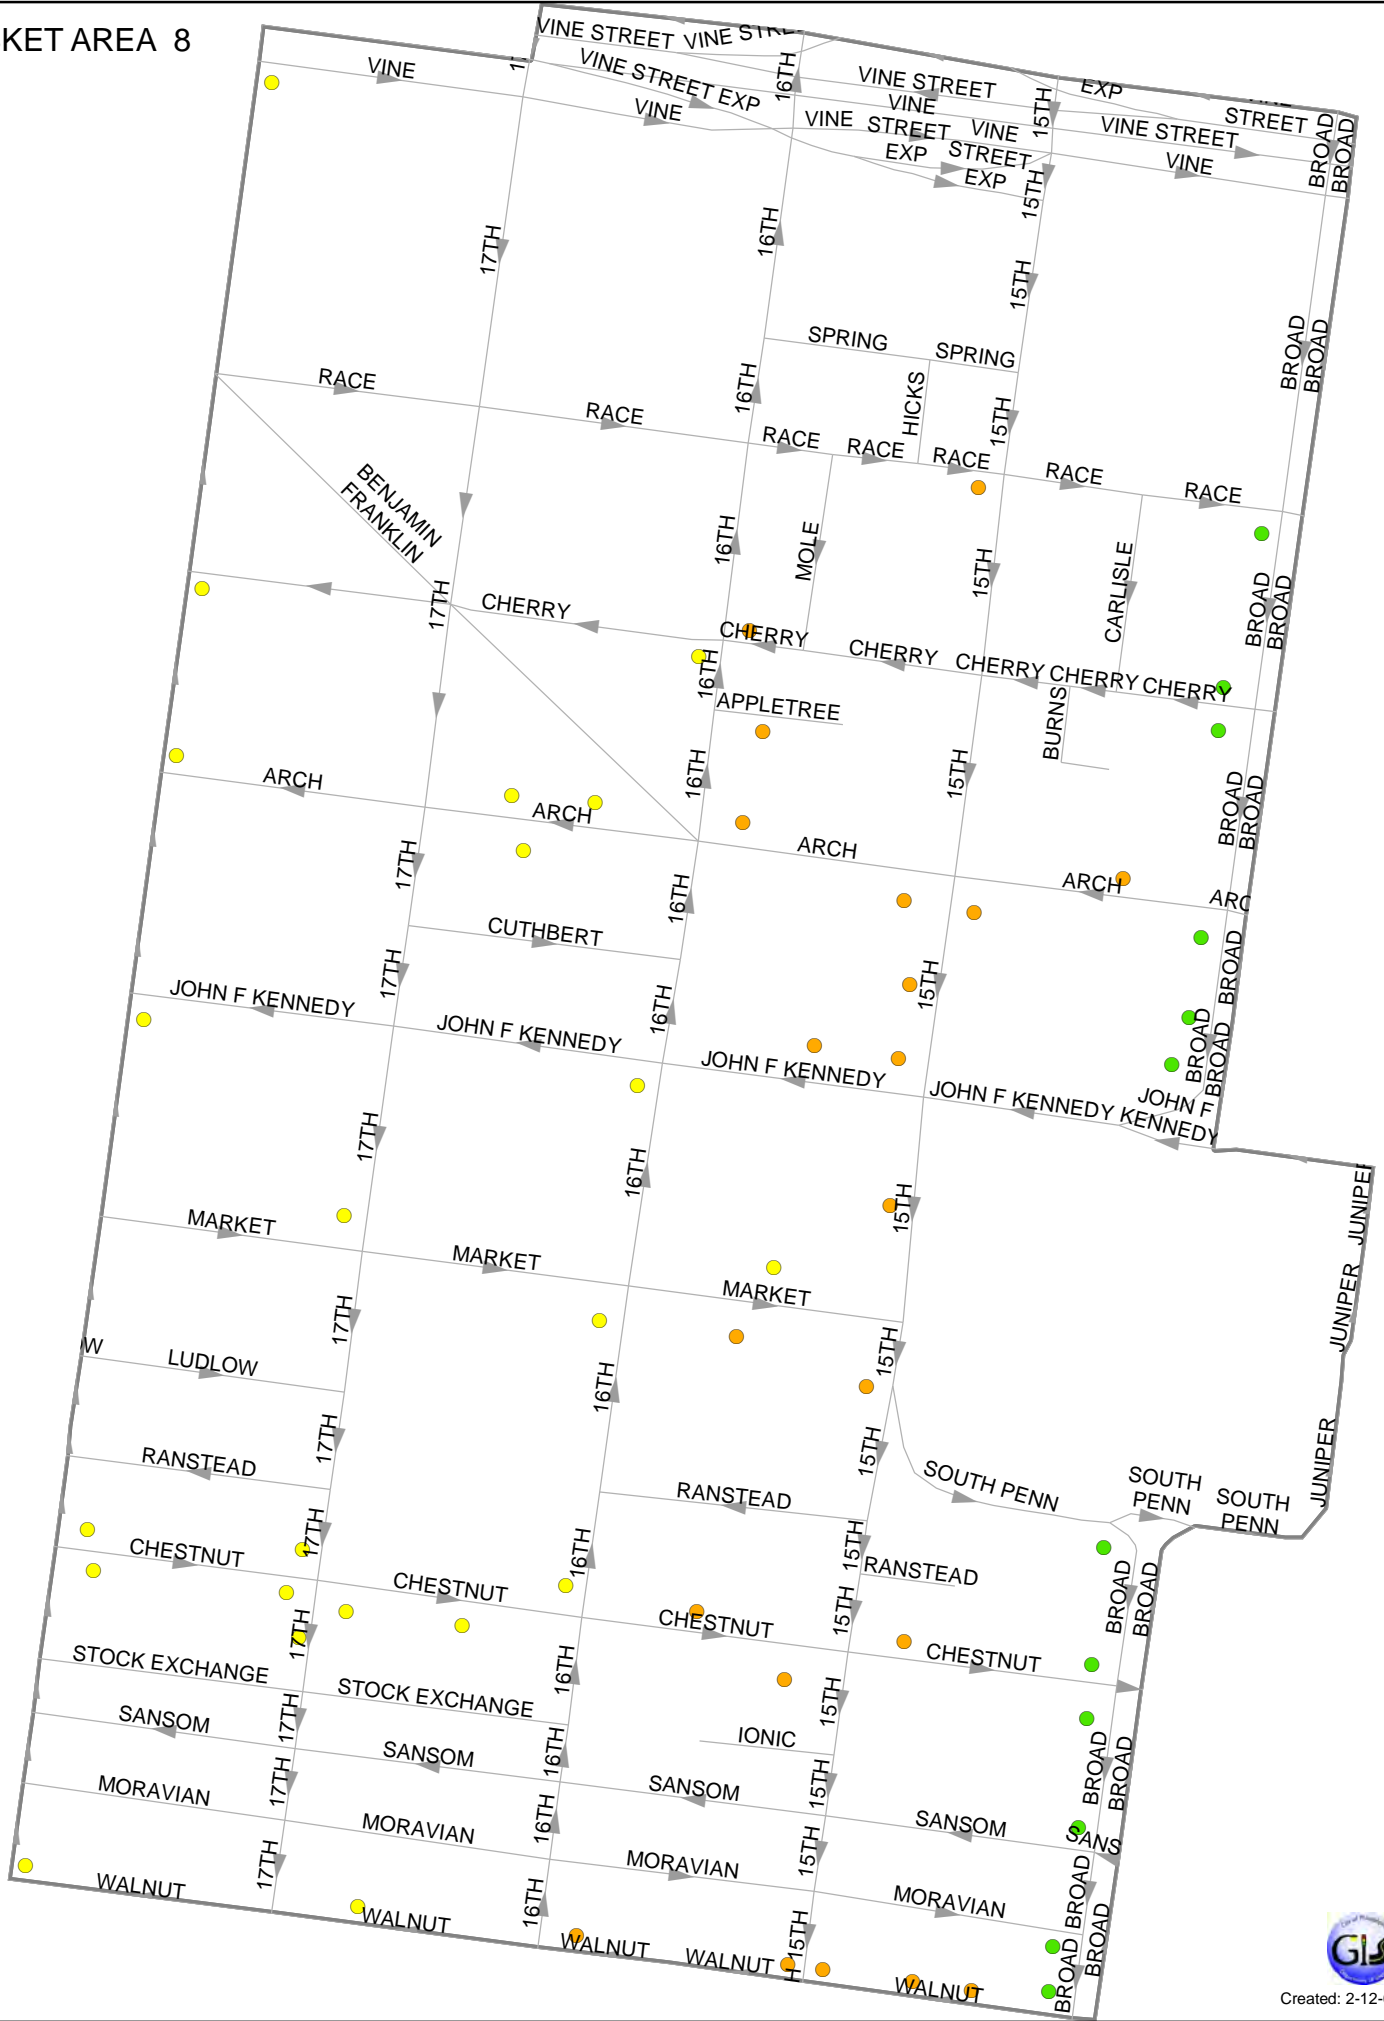 KET AREA 8
VINE STREET
VINE
VINE STREET EXP
16TH
VINE STREET
EXP
VINE
VINE
VINE
STREET
VINE
VINE STREET
STREET
EXP
STREET
EXP
VINE
15TH
15TH
BROAD
BROAD
17TH
16TH
15TH
SPRING
SPRING
BROAD
BROAD
RACE
RACE
16TH
HICKS
15TH
RACE
RACE
RACE
RACE
RACE
BENJAMIN
FRANKLIN
16TH
MOLE
15TH
CARLISLE
BROAD
BROAD
17TH
CHERRY
CHERRY
CHERRY
CHERRY
CHERRY
CHERRY
16TH
APPLETREE
BURNS
ARCH
ARCH
16TH
15TH
BROAD
BROAD
17TH
ARCH
ARCH
ARC
16TH
CUTHBERT
17TH
15TH
BROAD
JOHN F KENNEDY
JOHN F KENNEDY
16TH
JOHN F KENNEDY
JOHN F KENNEDY
BROAD
BROAD
JOHN F
KENNEDY
17TH
16TH
15TH
JUNIPER
MARKET
MARKET
MARKET
JUNIPER
17TH
15TH
W
LUDLOW
16TH
17TH
15TH
JUNIPER
RANSTEAD
RANSTEAD
SOUTH PENN
SOUTH
PENN
SOUTH
PENN
17TH
16TH
15TH
RANSTEAD
CHESTNUT
CHESTNUT
CHESTNUT
CHESTNUT
15TH
BROAD
BROAD
17TH
STOCK EXCHANGE
STOCK EXCHANGE
16TH
15TH
SANSOM
17TH
SANSOM
16TH
IONIC
SANSOM
SANSOM
SANS
15TH
BROAD
BROAD
MORAVIAN
17TH
MORAVIAN
16TH
MORAVIAN
15TH
MORAVIAN
BROAD
WALNUT
17TH
WALNUT
16TH
WALNUT
WALNUT
15TH
H
WALNUT
BROAD
BROAD
GIS
Created: 2-12-